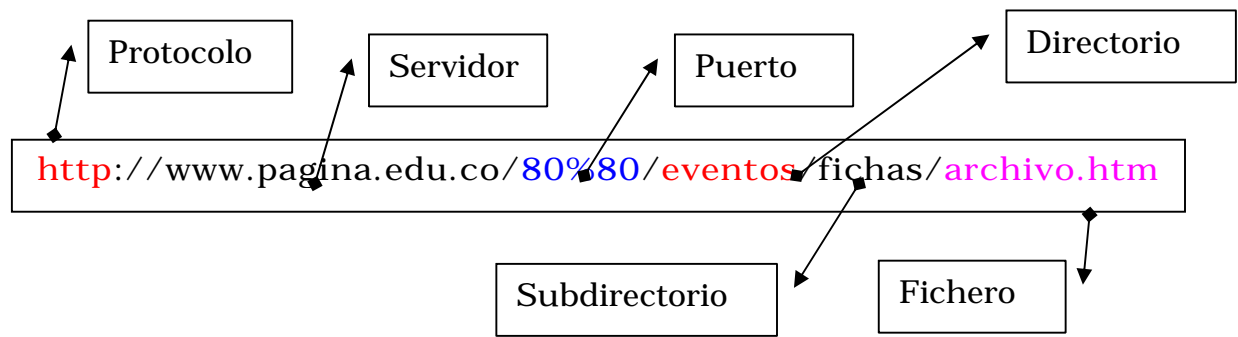 Protocolo
Servidor
Puerto
Directorio
http://www.pagina.edu.co/80%80/eventos/fichas/archivo.htm
Subdirectorio
Fichero